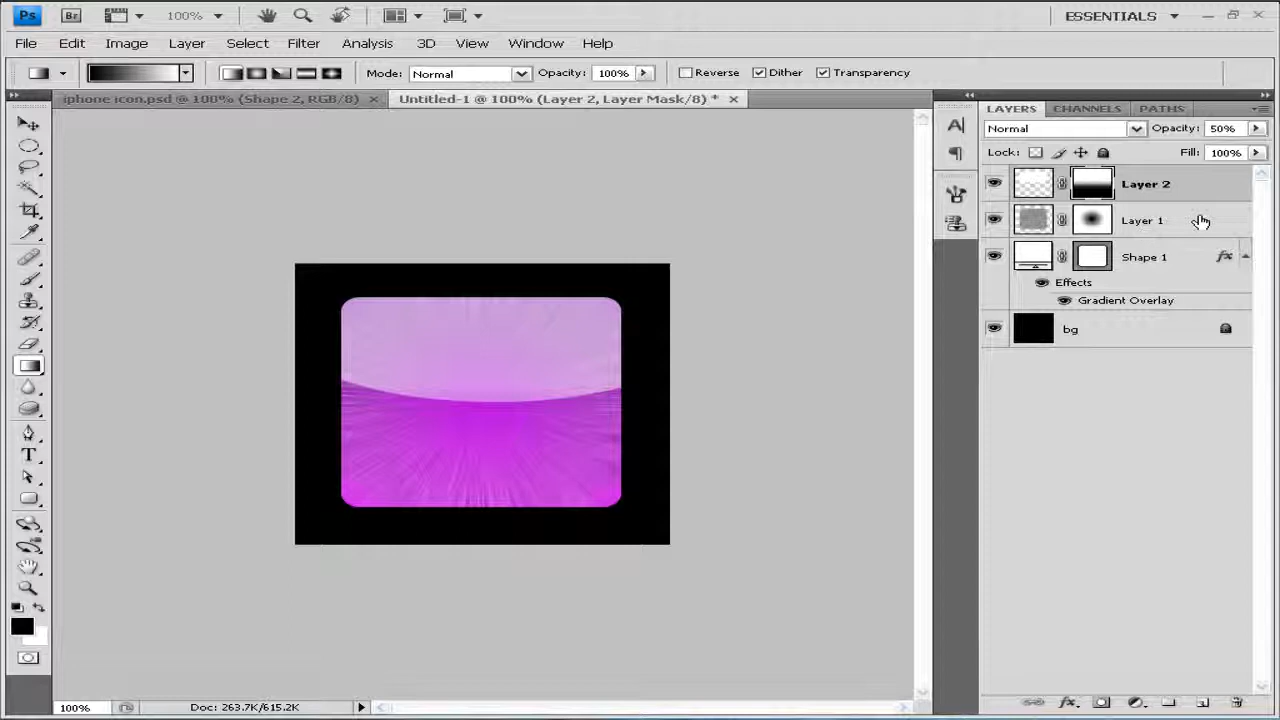 Ps Br 100% ESSENTIALS
File Edit Image Layer Select Filter Analysis 3D View Window Help
Mode: Normal Opacity: 100% Reverse Dither Transparency
iphone icon.psd @ 100% (Shape 2, RGB/8) Untitled-1 @ 100% (Layer 2, Layer Mask/8) *
LAYERS CHANNELS PATHS
Normal Opacity: 50%
Lock: Fill: 100%
Layer 2
Layer 1
Shape 1 fx
Effects
Gradient Overlay
bg
100% Doc: 263.7K/615.2K